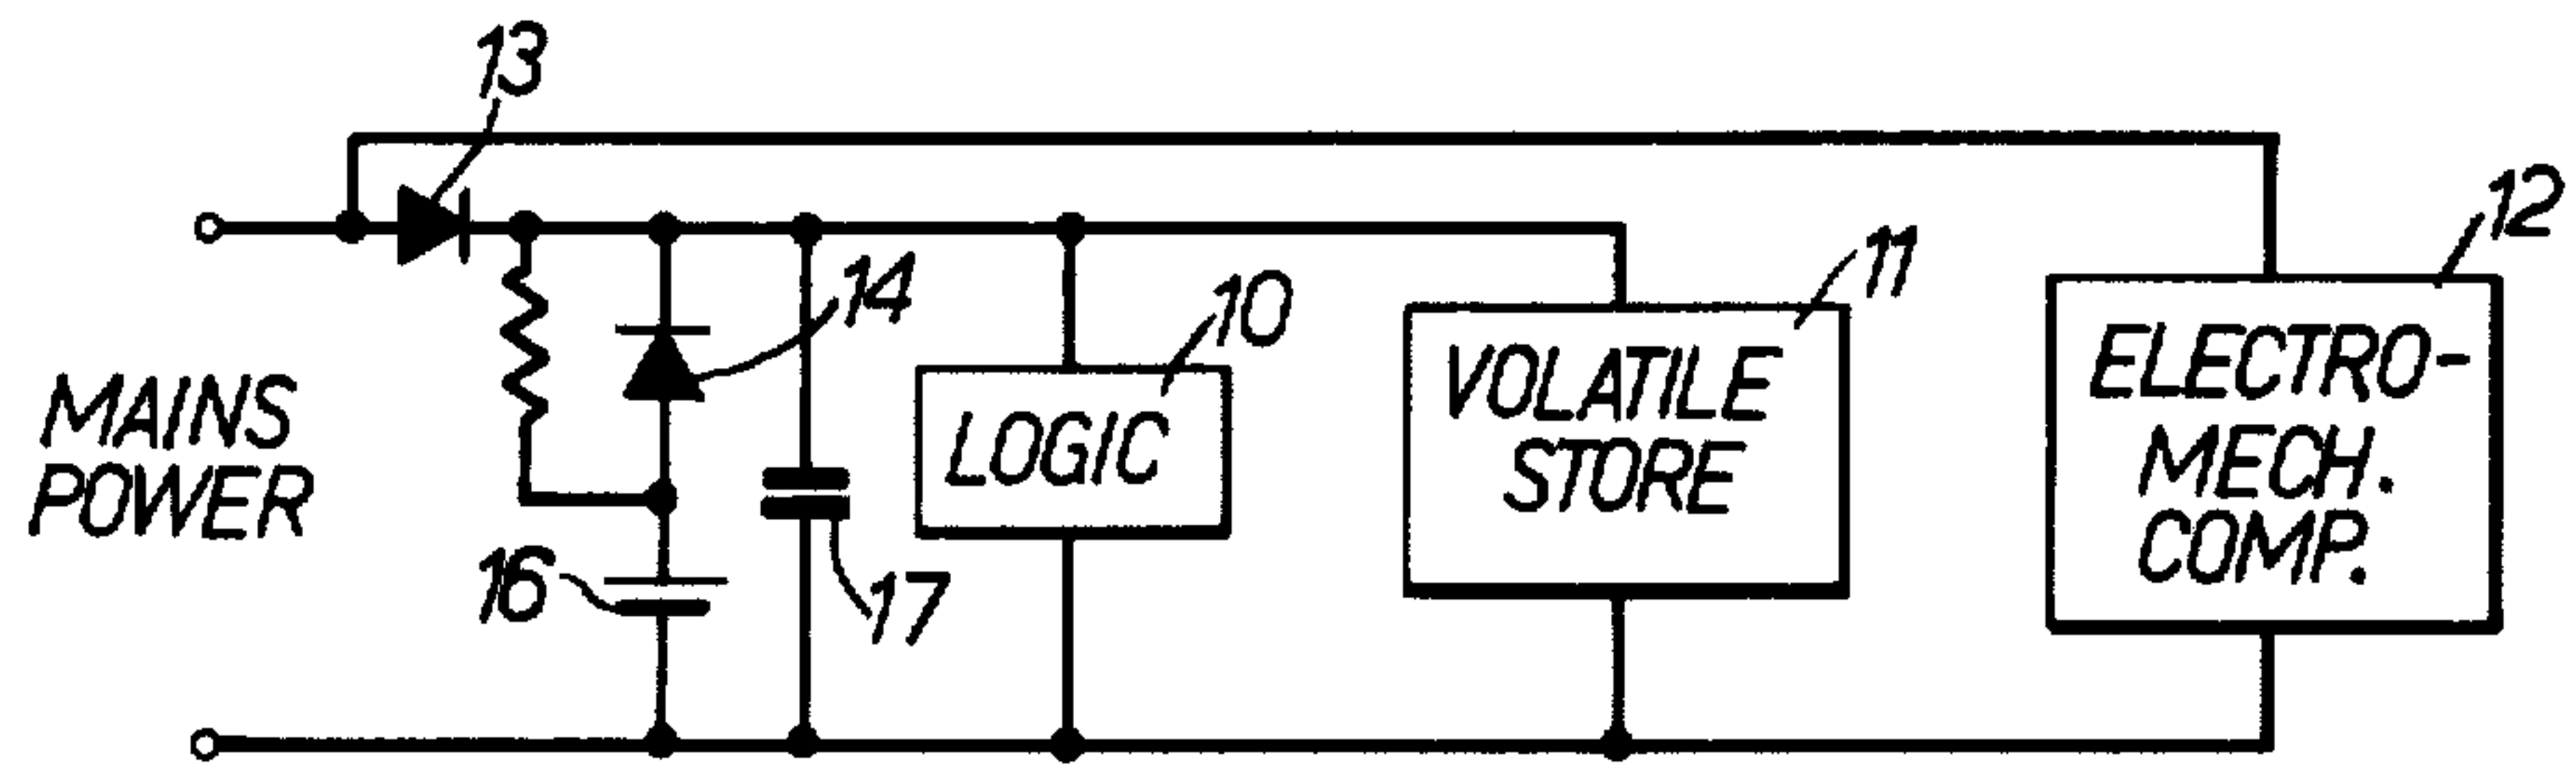 13
12
11
14
10
MAINS
POWER
LOGIC
VOLATILE
STORE
ELECTRO-
MECH.
COMP.
16
17